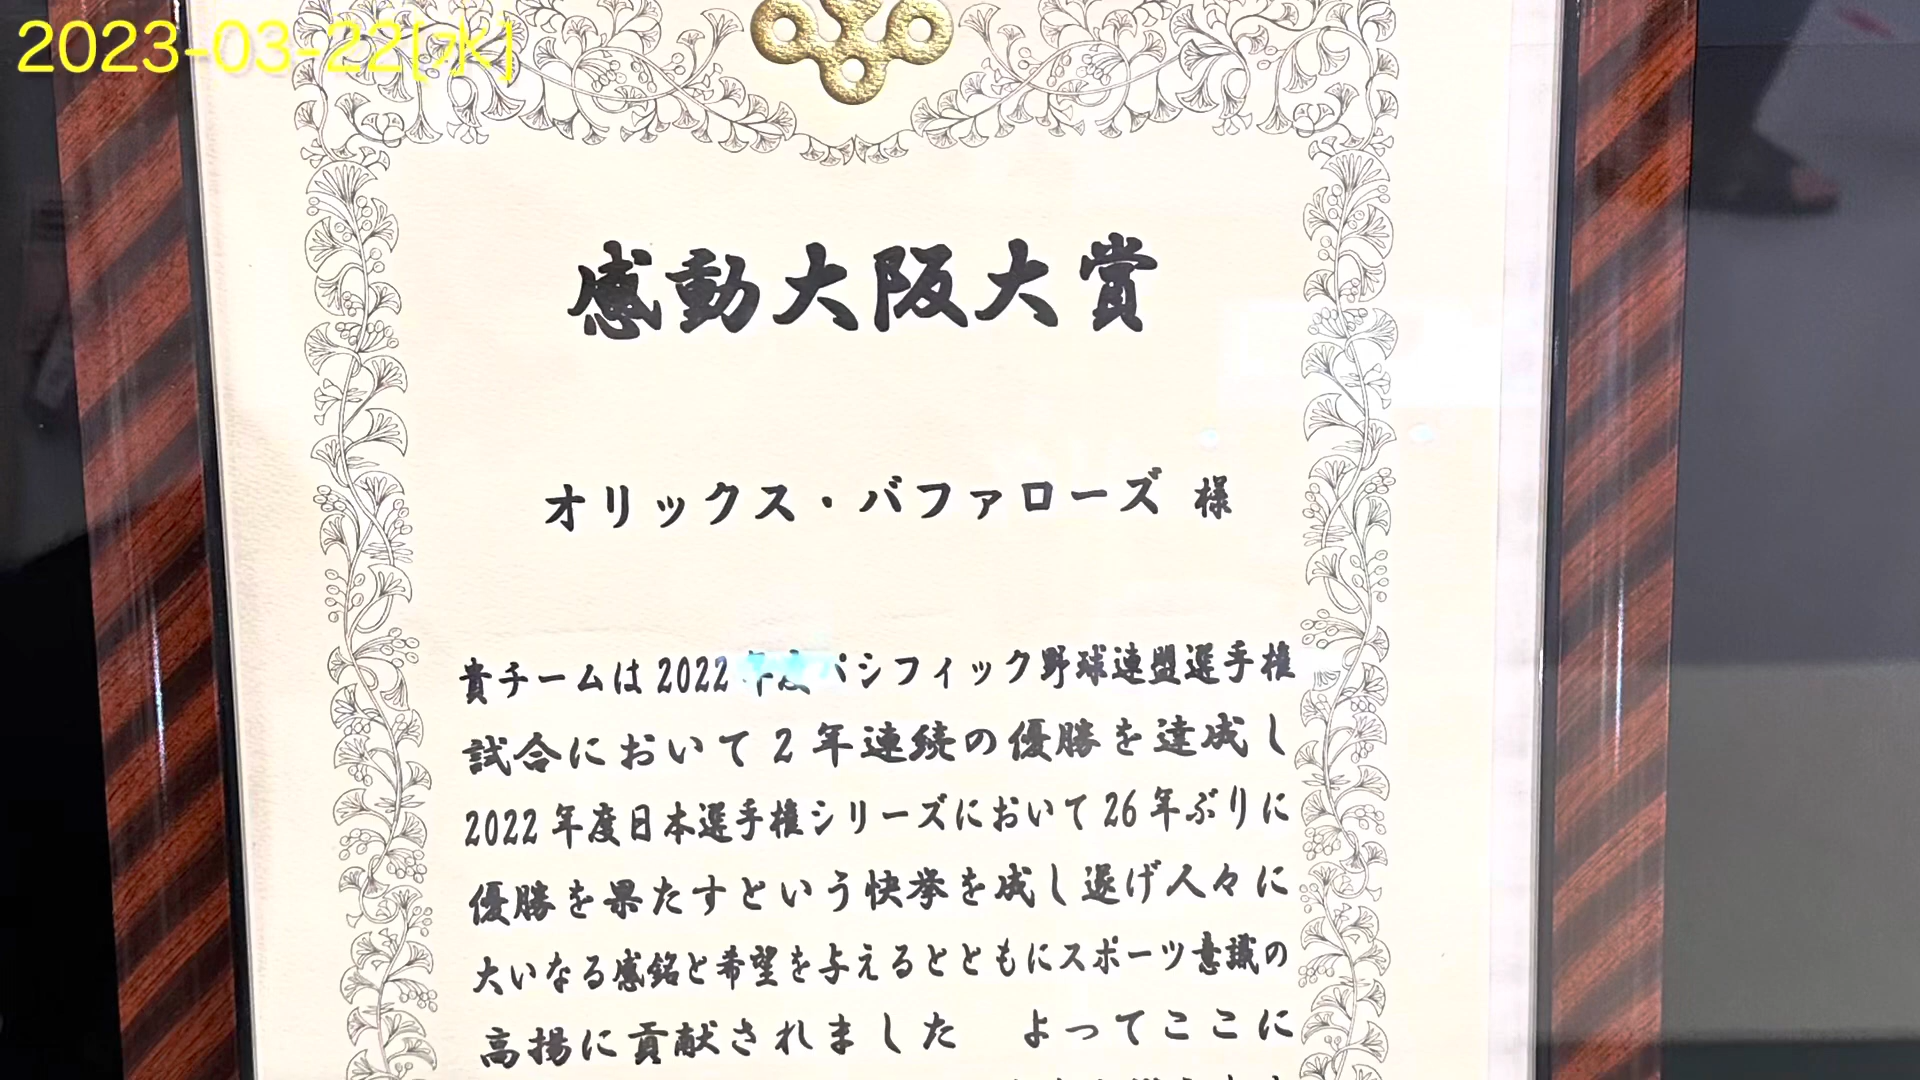 2023-03-22[水]
感動大阪大賞
オリックス・バファローズ 様
貴チームは2022年度パシフィック野球連盟選手権
試合において2年連続の優勝を達成し
2022年度日本選手権シリーズにおいて26年ぶりに
優勝を果たすという快挙を成し遂げ人々に
大いなる感銘と希望を与えるとともにスポーツ意識の
高揚に貢献されました　よってここに